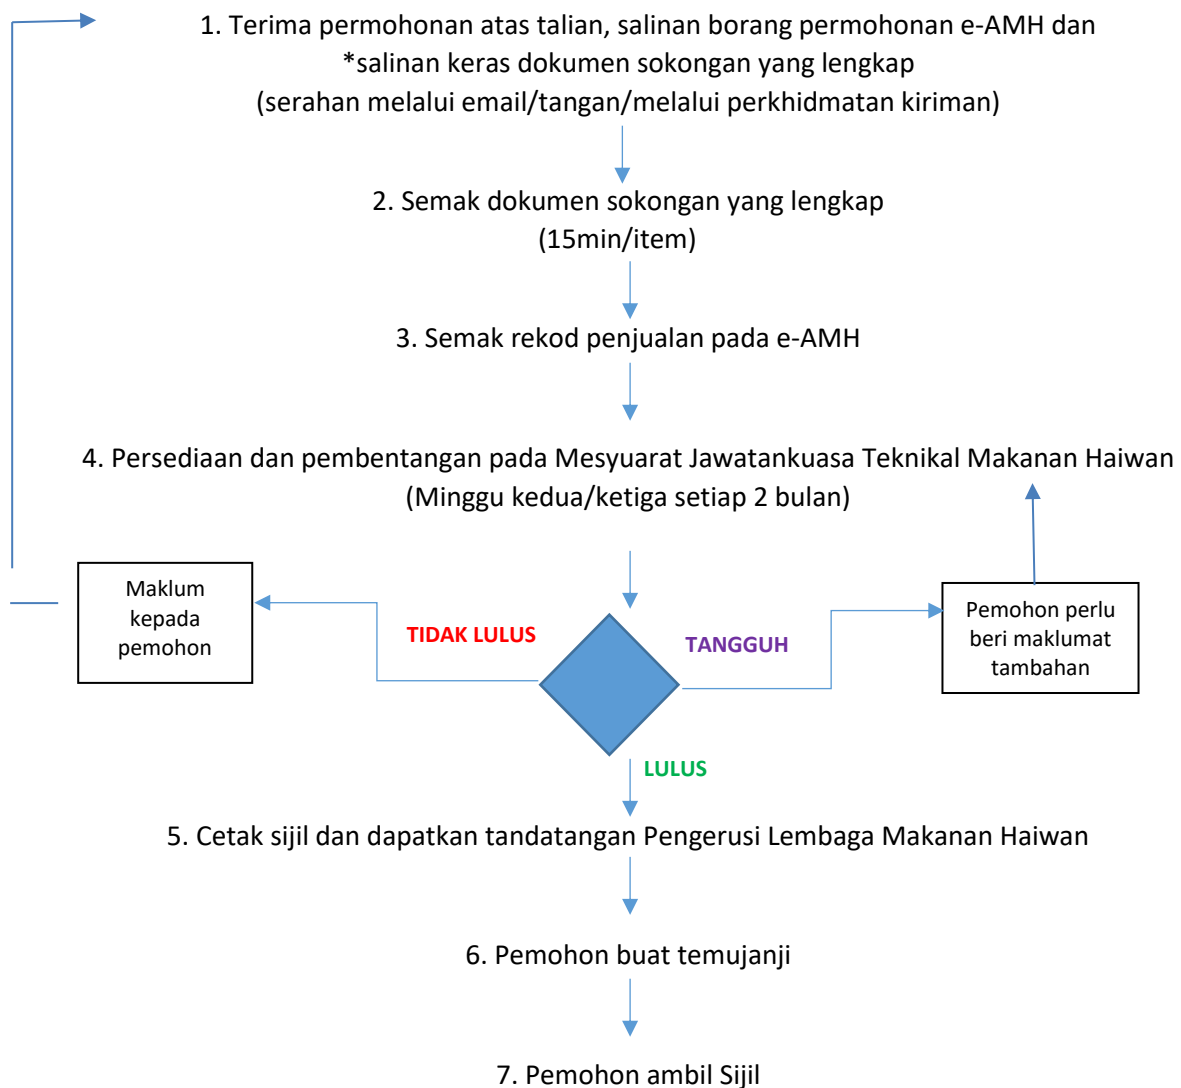 1. Terima permohonan atas talian, salinan borang permohonan e-AMH dan
*salinan keras dokumen sokongan yang lengkap
(serahan melalui email/tangan/melalui perkhidmatan kiriman)
2. Semak dokumen sokongan yang lengkap
(15min/item)
3. Semak rekod penjualan pada e-AMH
4. Persediaan dan pembentangan pada Mesyuarat Jawatankuasa Teknikal Makanan Haiwan
(Minggu kedua/ketiga setiap 2 bulan)
Maklum
kepada
pemohon
TIDAK LULUS
TANGGUH
Pemohon perlu
beri maklumat
tambahan
LULUS
5. Cetak sijil dan dapatkan tandatangan Pengerusi Lembaga Makanan Haiwan
6. Pemohon buat temujanji
7. Pemohon ambil Sijil